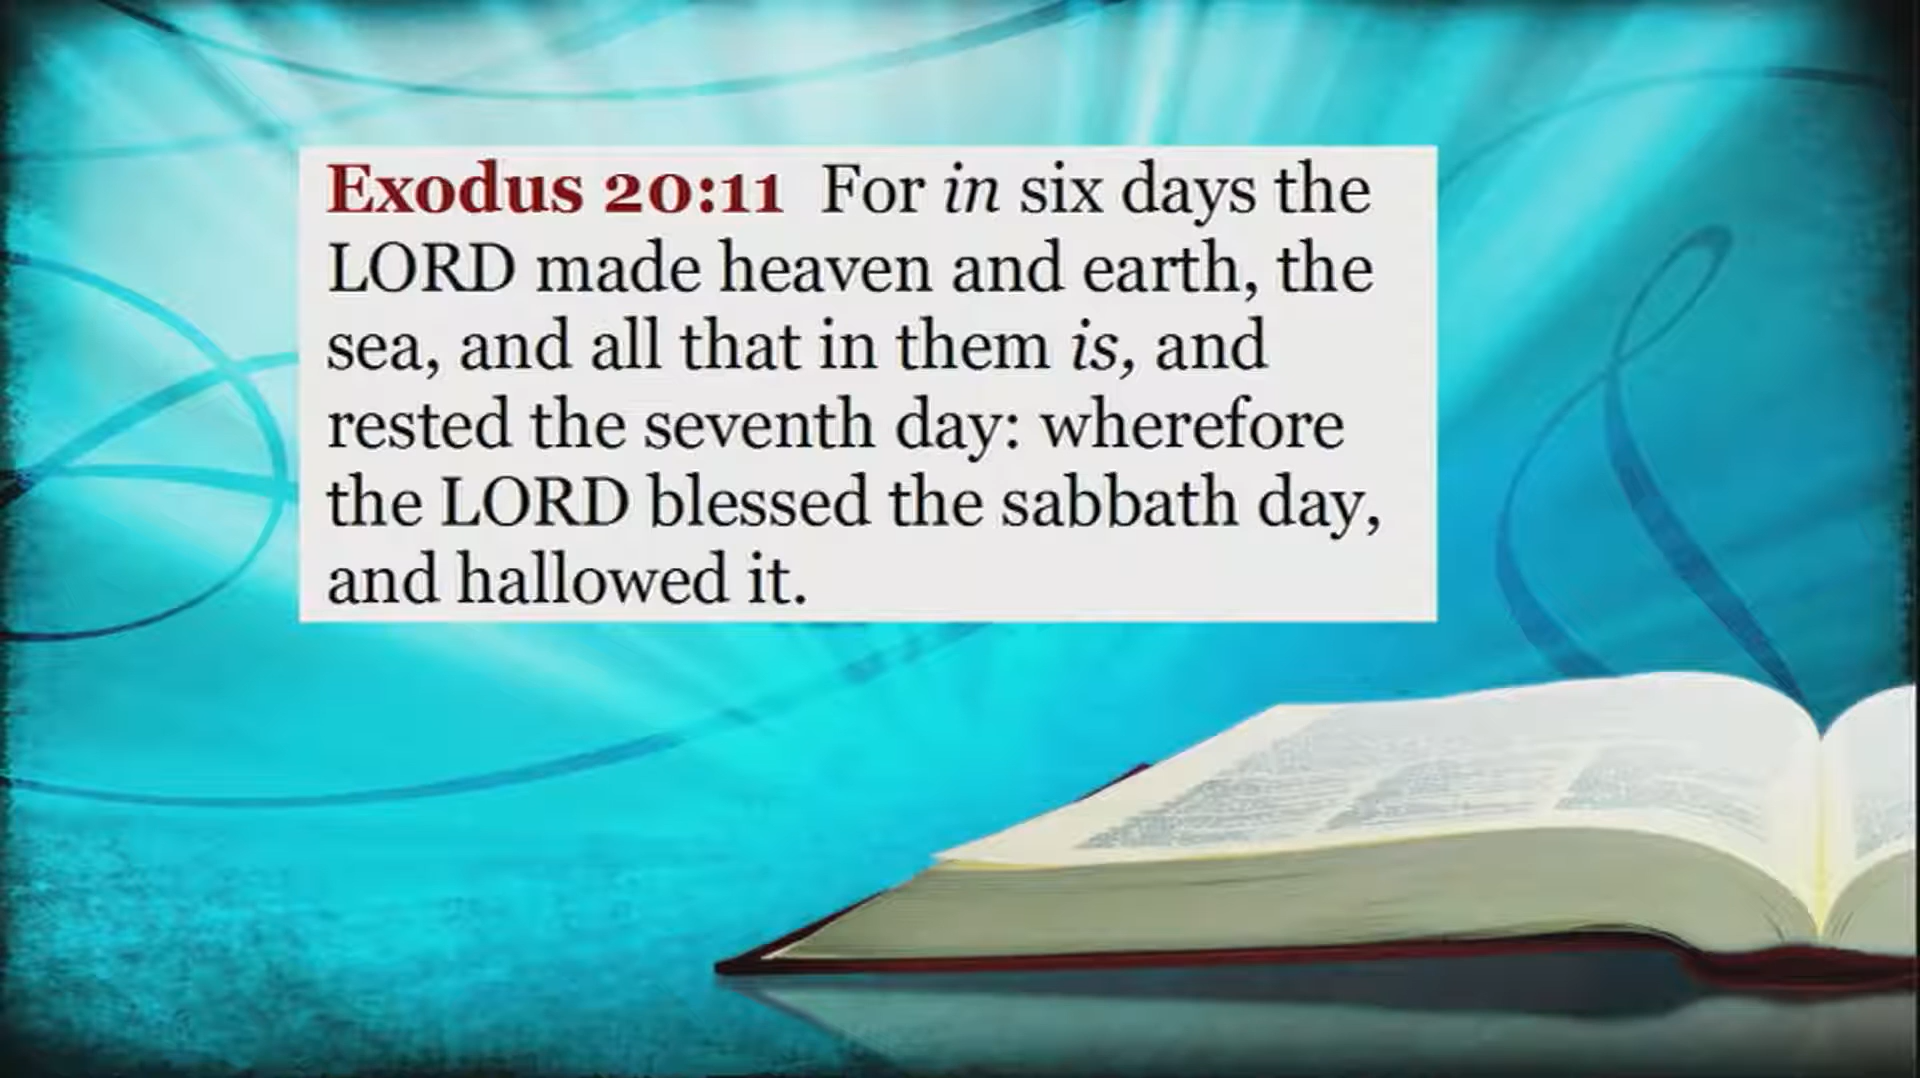 Exodus 20:11 For in six days the
LORD made heaven and earth, the
sea, and all that in them is, and
rested the seventh day: wherefore
the LORD blessed the sabbath day,
and hallowed it.